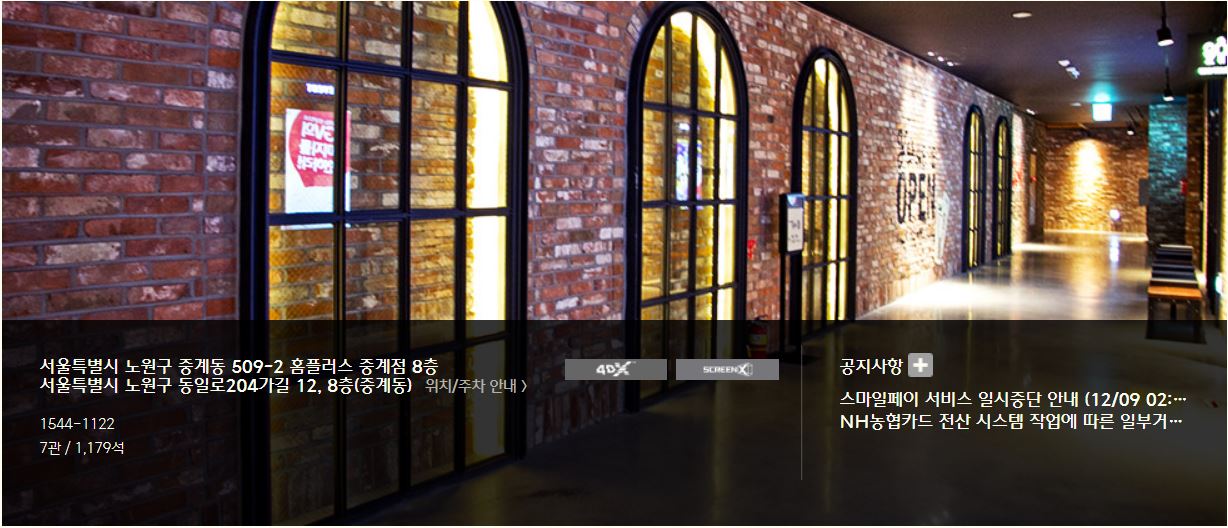 OPEN
서울특별시 노원구 중계동 509-2 홈플러스 중계점 8층
서울특별시 노원구 동일로204가길 12, 8층(중계동) 위치/주차 안내 >
1544-1122
7관 / 1,179석
4DX
SCREENX
공지사항 +
스마일페이 서비스 일시중단 안내 (12/09 02:…
NH농협카드 전산 시스템 작업에 따른 일부거…